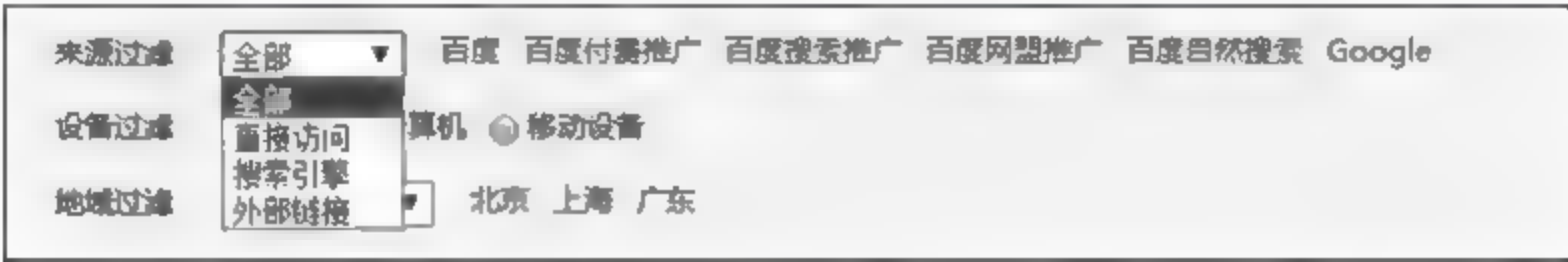 来源过滤 全部 ▼ 百度 百度付费推广 百度搜索推广 百度网盟推广 百度自然搜索 Google
全部
设备过滤 算机 移动设备
直接访问
搜索引擎
地域过滤 ▼ 北京 上海 广东
外部链接